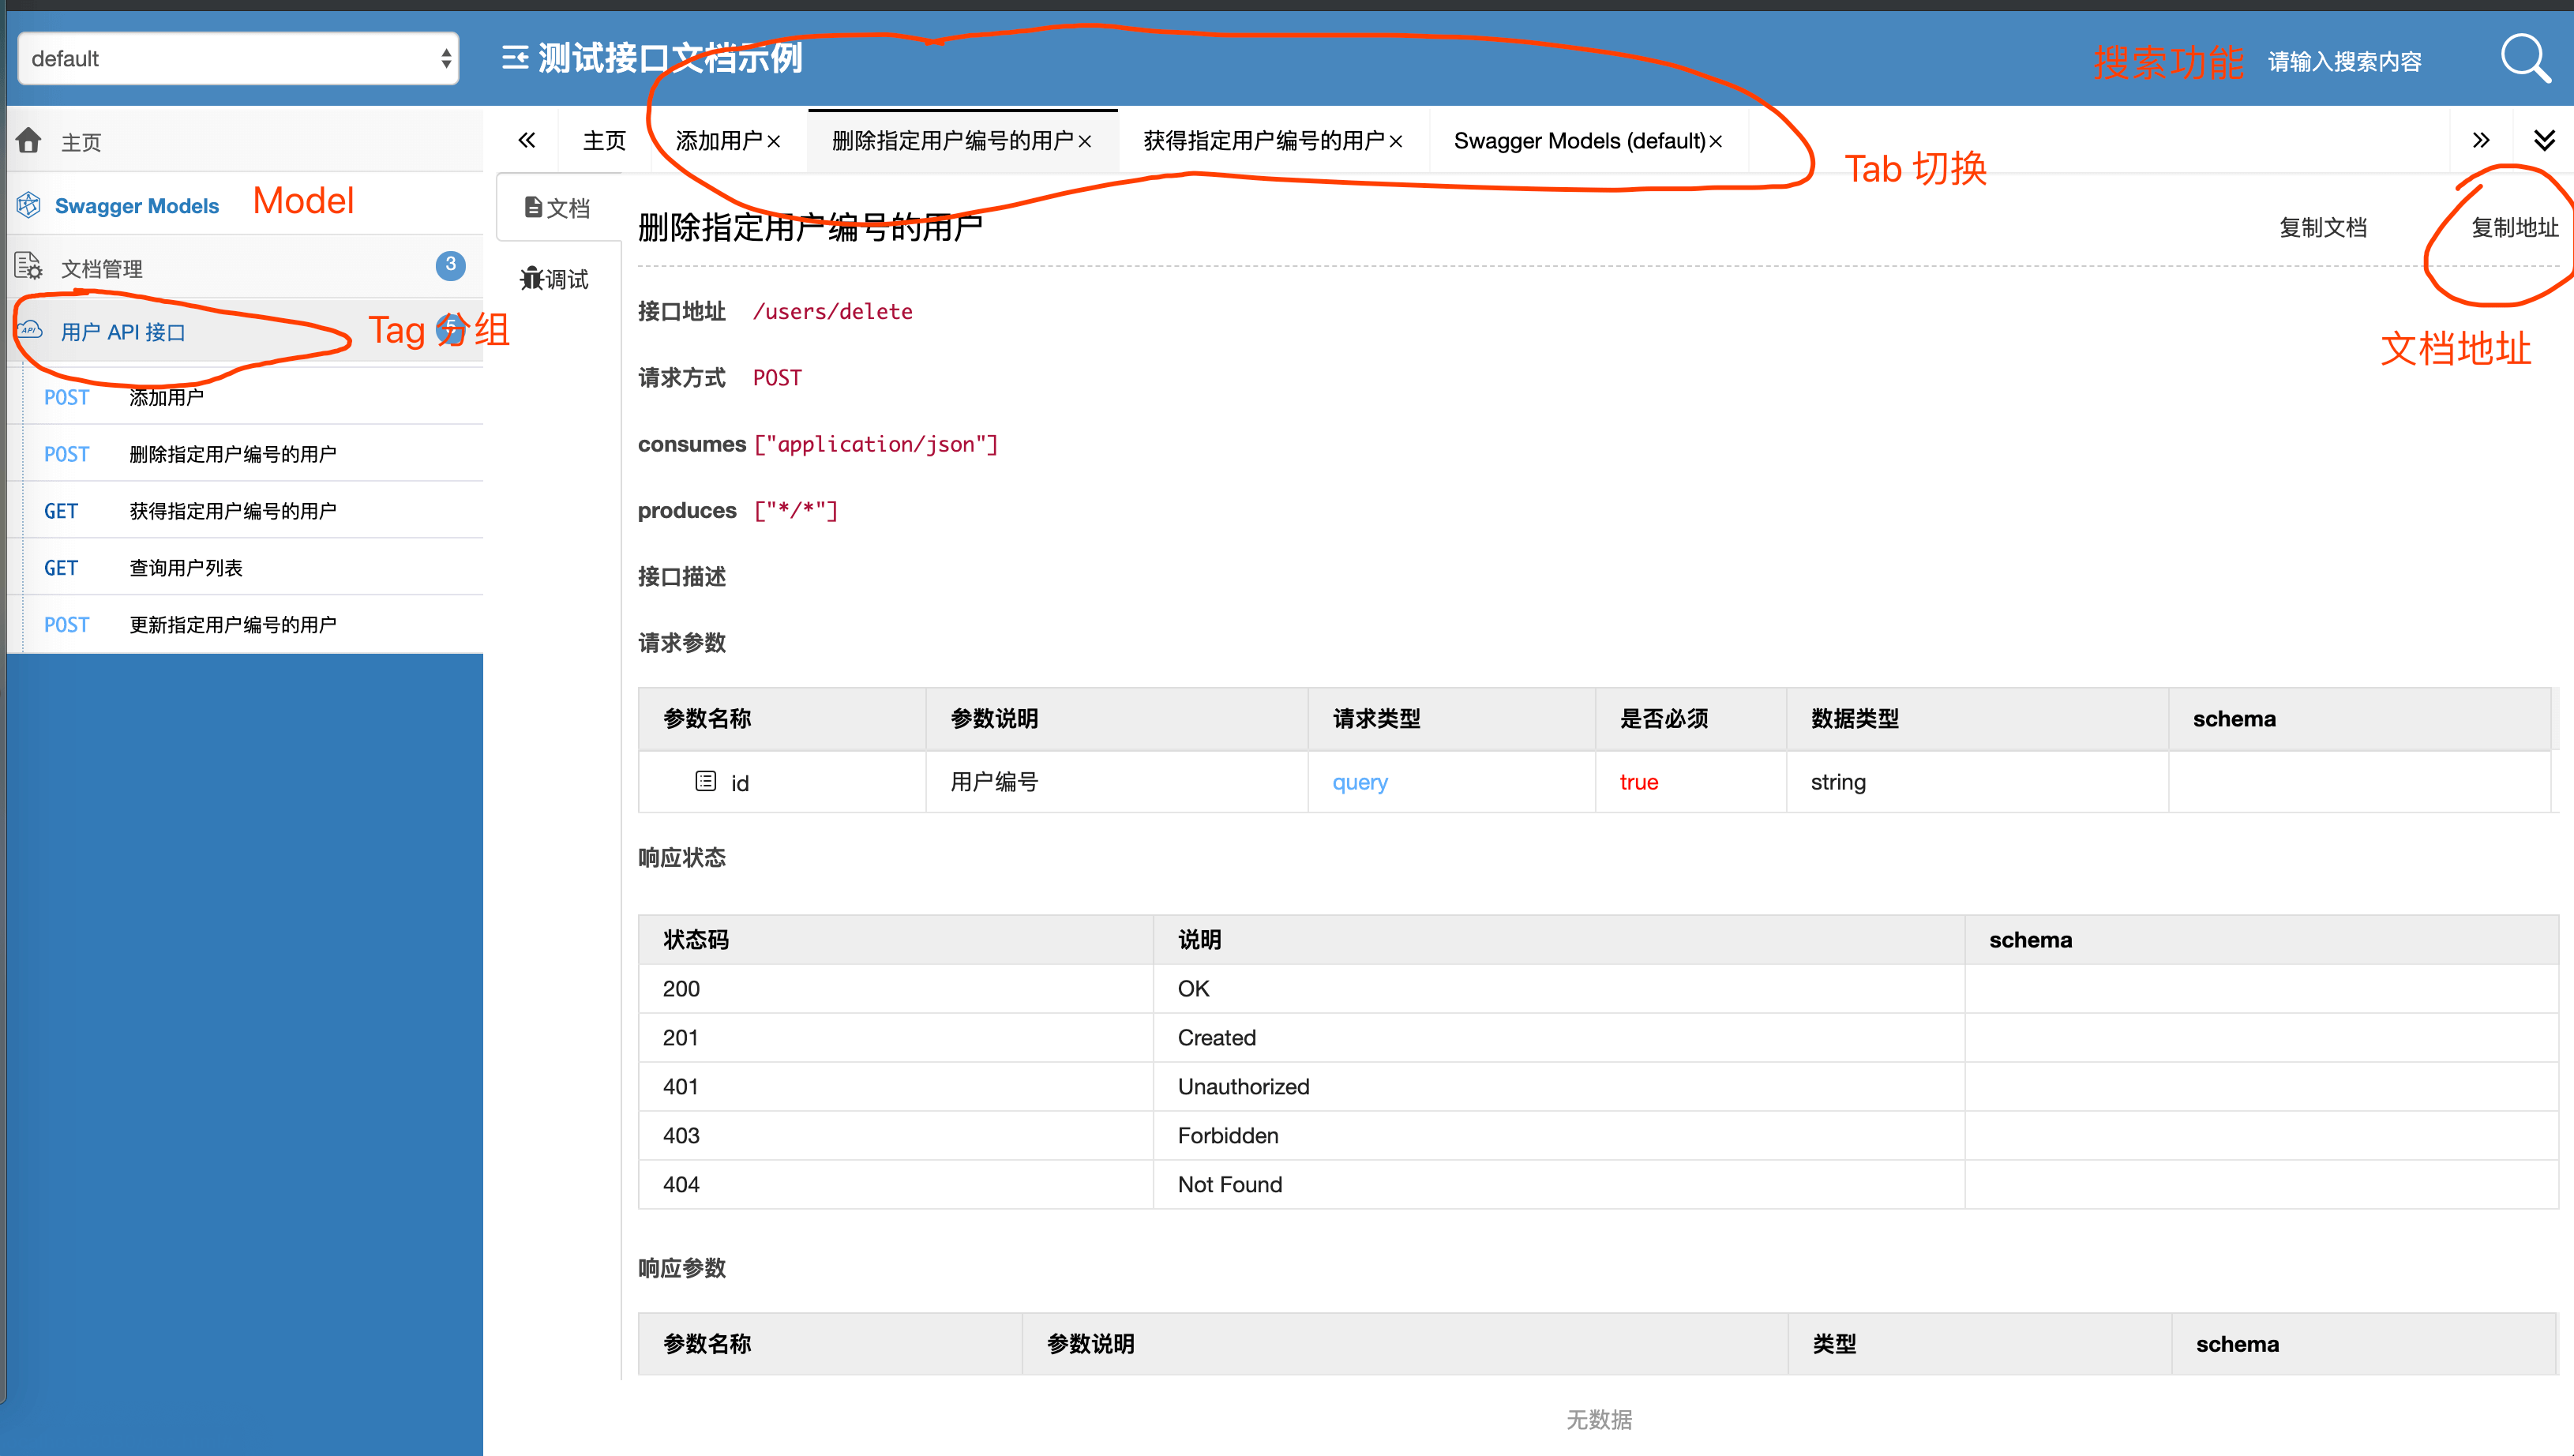 default
测试接口文档示例
搜索功能
请输入搜索内容
主页
Swagger Models
Model
文档管理
3
用户 API 接口
Tag 分组
5
POST 添加用户
POST 删除指定用户编号的用户
GET 获得指定用户编号的用户
GET 查询用户列表
POST 更新指定用户编号的用户
主页
添加用户×
删除指定用户编号的用户×
获得指定用户编号的用户×
Swagger Models (default)×
Tab 切换
文档
调试
删除指定用户编号的用户
复制文档
复制地址
文档地址
接口地址 /users/delete
请求方式 POST
consumes ["application/json"]
produces ["*/*"]
接口描述
请求参数
参数名称 参数说明 请求类型 是否必须 数据类型 schema
id 用户编号 query true string
响应状态
状态码 说明 schema
200 OK
201 Created
401 Unauthorized
403 Forbidden
404 Not Found
响应参数
参数名称 参数说明 类型 schema
无数据